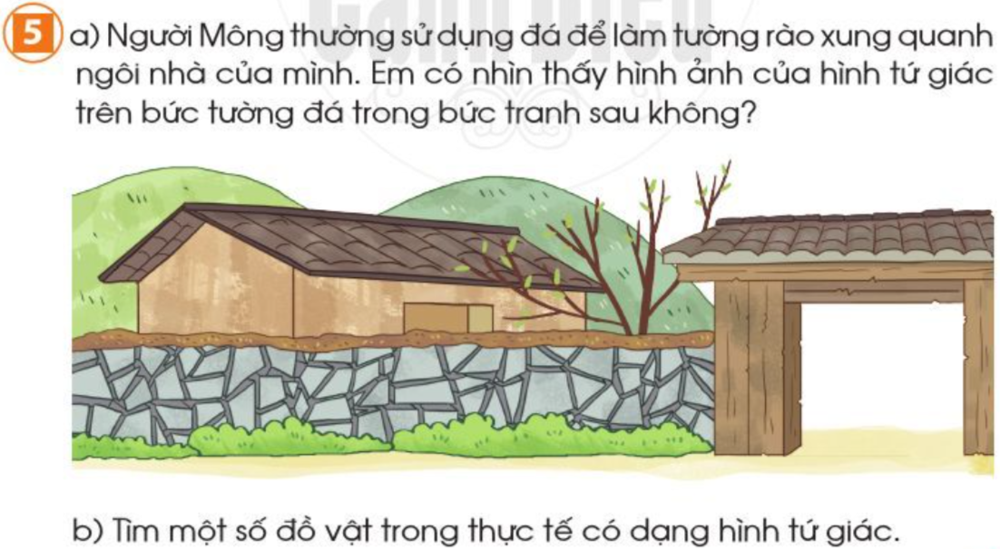 5 a) Người Mông thường sử dụng đá để làm tường rào xung quanh
ngôi nhà của mình. Em có nhìn thấy hình ảnh của hình tứ giác
trên bức tường đá trong bức tranh sau không?
b) Tìm một số đồ vật trong thực tế có dạng hình tứ giác.